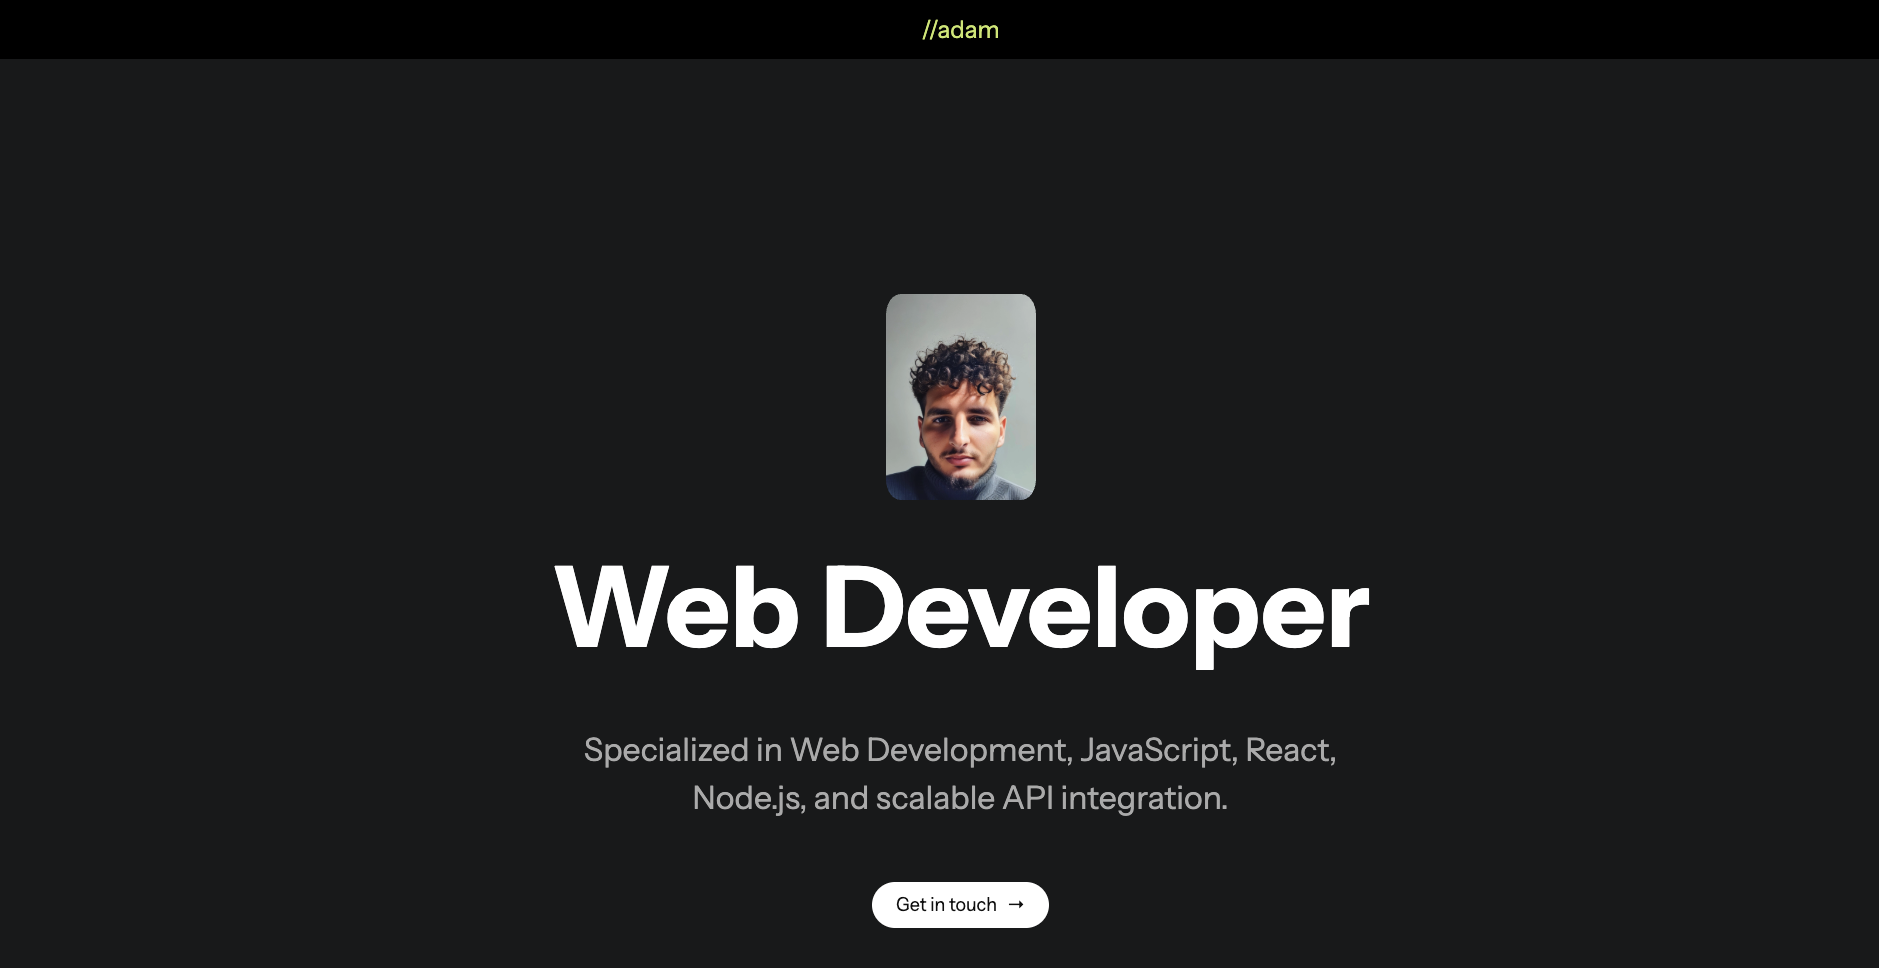 //adam
Web Developer
Specialized in Web Development, JavaScript, React,
Node.js, and scalable API integration.
Get in touch →